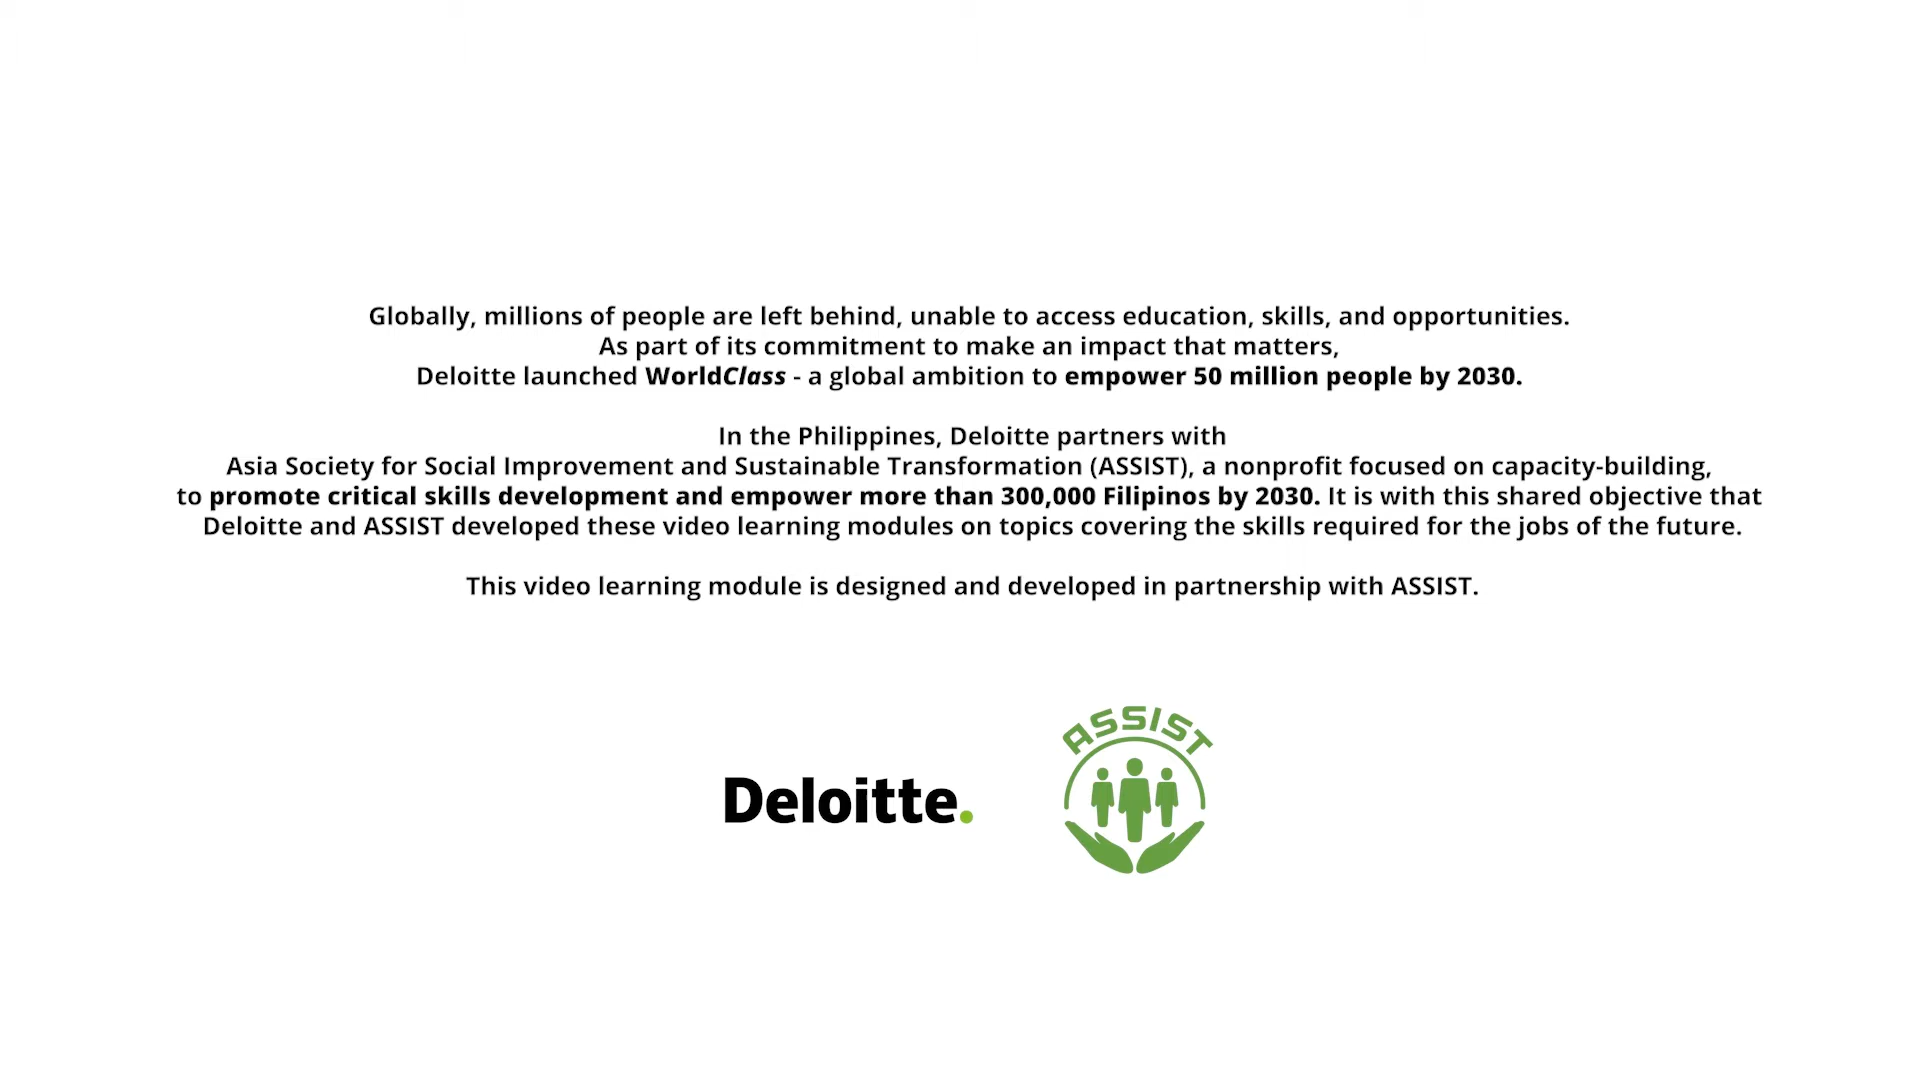 Globally, millions of people are left behind, unable to access education, skills, and opportunities.
As part of its commitment to make an impact that matters,
Deloitte launched WorldClass - a global ambition to empower 50 million people by 2030.
In the Philippines, Deloitte partners with
Asia Society for Social Improvement and Sustainable Transformation (ASSIST), a nonprofit focused on capacity-building,
to promote critical skills development and empower more than 300,000 Filipinos by 2030. It is with this shared objective that
Deloitte and ASSIST developed these video learning modules on topics covering the skills required for the jobs of the future.
This video learning module is designed and developed in partnership with ASSIST.
Deloitte.
ASSIST